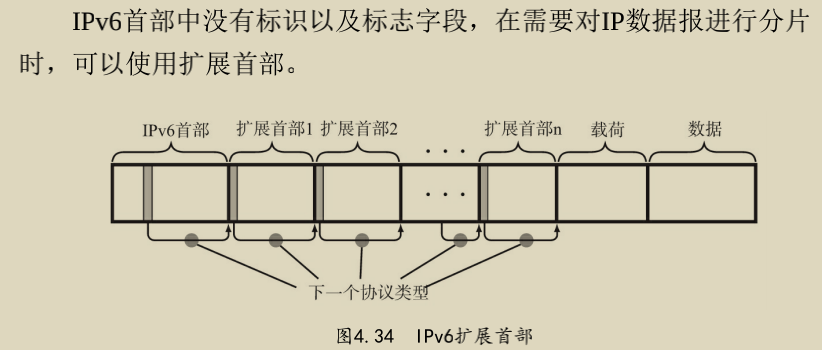 IPv6首部中没有标识以及标志字段，在需要对IP数据报进行分片
时，可以使用扩展首部。
IPv6首部 扩展首部1 扩展首部2 ··· 扩展首部n 载荷 数据
···
下一个协议类型
图4.34 IPv6扩展首部